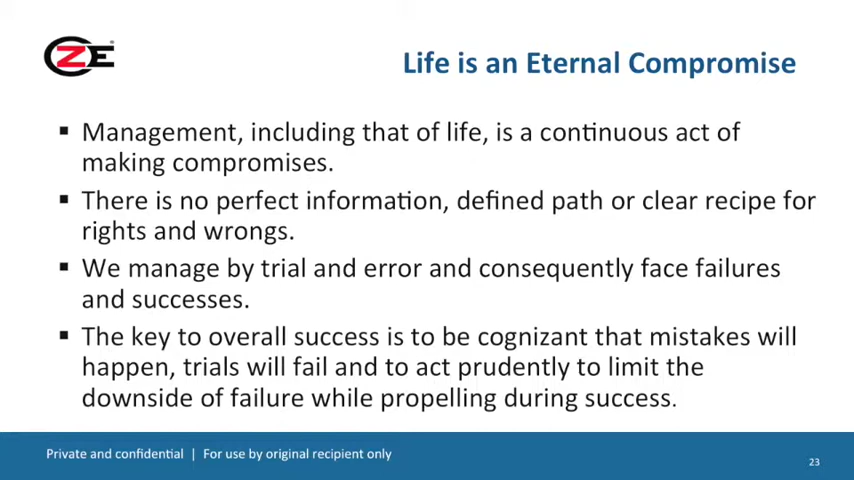 ZE
Life is an Eternal Compromise
▪ Management, including that of life, is a continuous act of
making compromises.
▪ There is no perfect information, defined path or clear recipe for
rights and wrongs.
▪ We manage by trial and error and consequently face failures
and successes.
▪ The key to overall success is to be cognizant that mistakes will
happen, trials will fail and to act prudently to limit the
downside of failure while propelling during success.
Private and confidential | For use by original recipient only
23